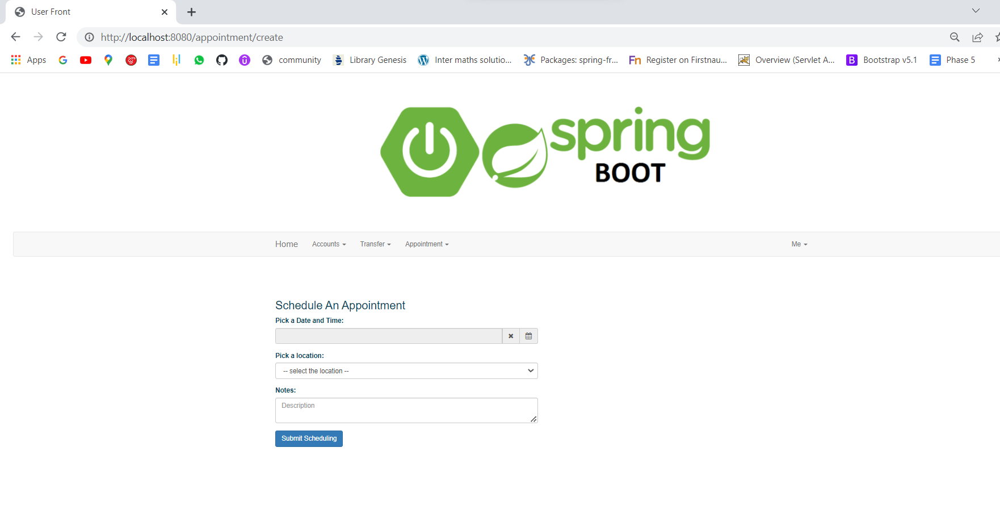 User Front
http://localhost:8080/appointment/create
Apps community Library Genesis Inter maths solutio... Packages: spring-fr... Fn Register on Firstnau... Overview (Servlet A... B Bootstrap v5.1 Phase 5
spring
BOOT
Home Accounts Transfer Appointment Me
Schedule An Appointment
Pick a Date and Time:
Pick a location:
-- select the location --
Notes:
Description
Submit Scheduling